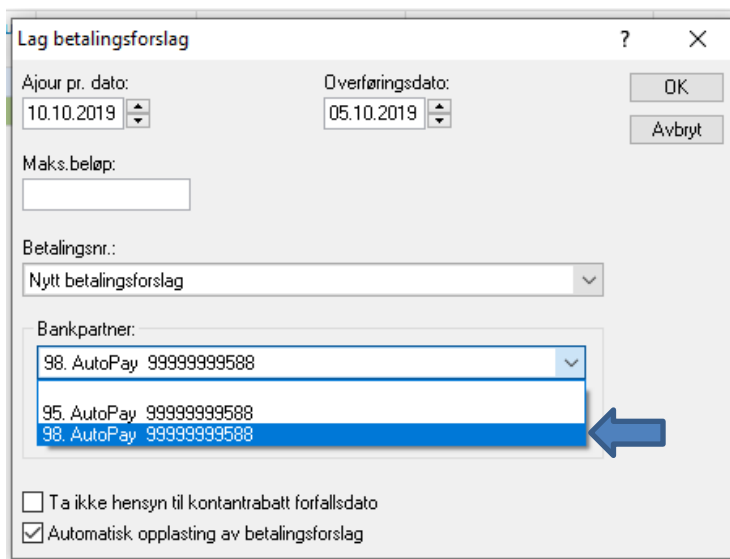 Lag betalingsforslag
?
Ajour pr. dato:
Overføringsdato:
10.10.2019
05.10.2019
OK
Avbryt
Maks.beløp:
Betalingsnr.:
Nytt betalingsforslag
Bankpartner:
98. AutoPay 99999999588
95. AutoPay 99999999588
98. AutoPay 99999999588
Ta ikke hensyn til kontantrabatt forfallsdato
Automatisk opplasting av betalingsforslag